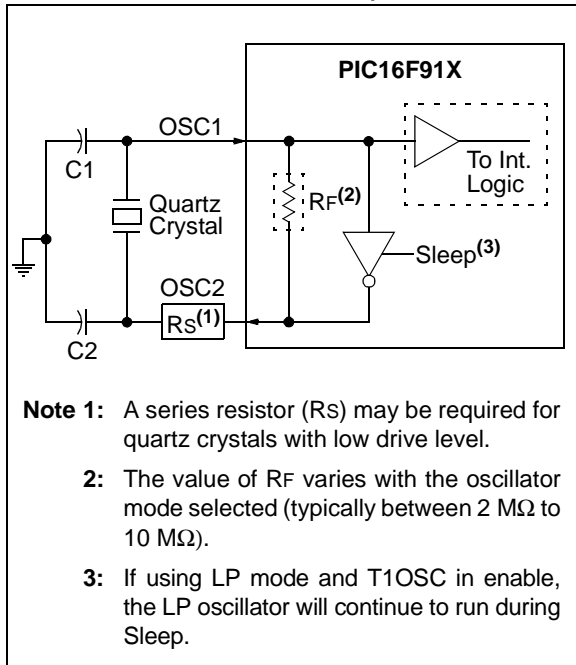 PIC16F91X
OSC1
C1
To Int.
Logic
RF(2)
Quartz
Crystal
Sleep(3)
OSC2
RS(1)
C2
Note 1: A series resistor (RS) may be required for
quartz crystals with low drive level.
2: The value of RF varies with the oscillator
mode selected (typically between 2 MΩ to
10 MΩ).
3: If using LP mode and T1OSC in enable,
the LP oscillator will continue to run during
Sleep.